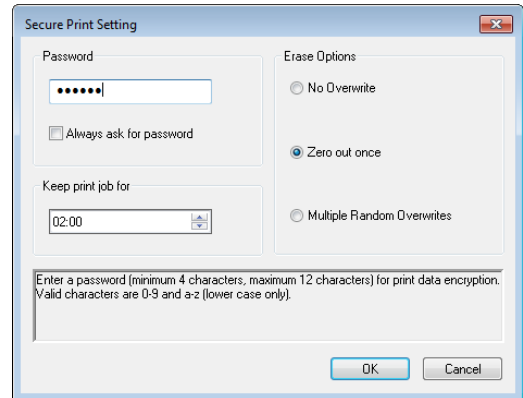 Secure Print Setting
Password
••••••
Always ask for password
Keep print job for
02:00
Erase Options
No Overwrite
Zero out once
Multiple Random Overwrites
Enter a password (minimum 4 characters, maximum 12 characters) for print data encryption.
Valid characters are 0-9 and a-z (lower case only).
OK
Cancel